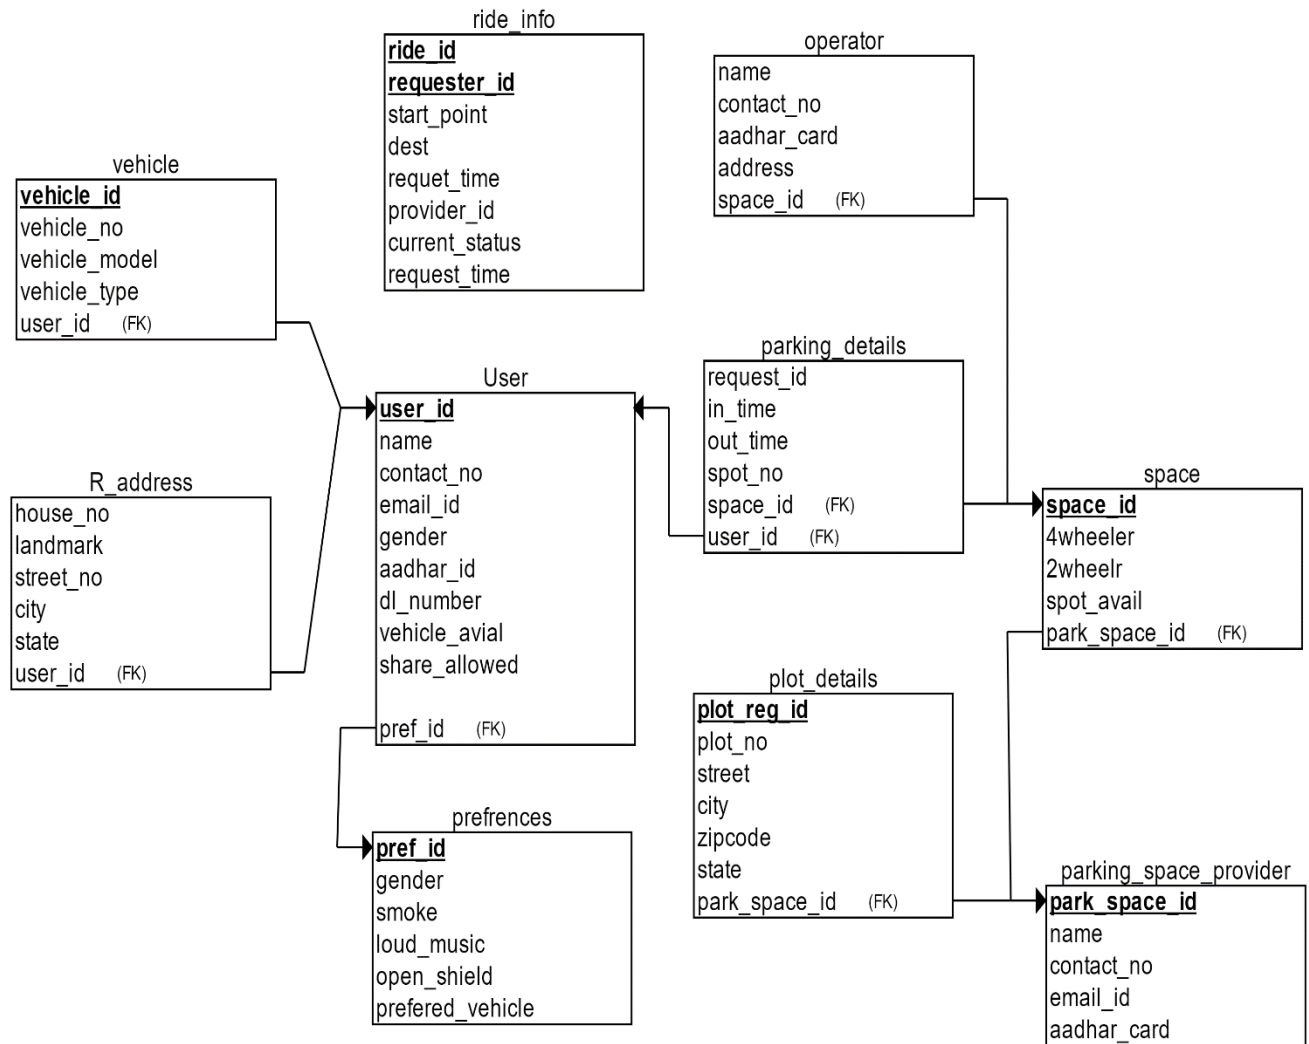 ride_info
ride_id
requester_id
start_point
dest
requet_time
provider_id
current_status
request_time
operator
name
contact_no
aadhar_card
address
space_id (FK)
vehicle
vehicle_id
vehicle_no
vehicle_model
vehicle_type
user_id (FK)
parking_details
request_id
in_time
out_time
spot_no
space_id (FK)
user_id (FK)
User
user_id
name
contact_no
email_id
gender
aadhar_id
dl_number
vehicle_avial
share_allowed
pref_id (FK)
R_address
house_no
landmark
street_no
city
state
user_id (FK)
space
space_id
4wheeler
2wheelr
spot_avail
park_space_id (FK)
plot_details
plot_reg_id
plot_no
street
city
zipcode
state
park_space_id (FK)
prefrences
pref_id
gender
smoke
loud_music
open_shield
prefered_vehicle
parking_space_provider
park_space_id
name
contact_no
email_id
aadhar_card